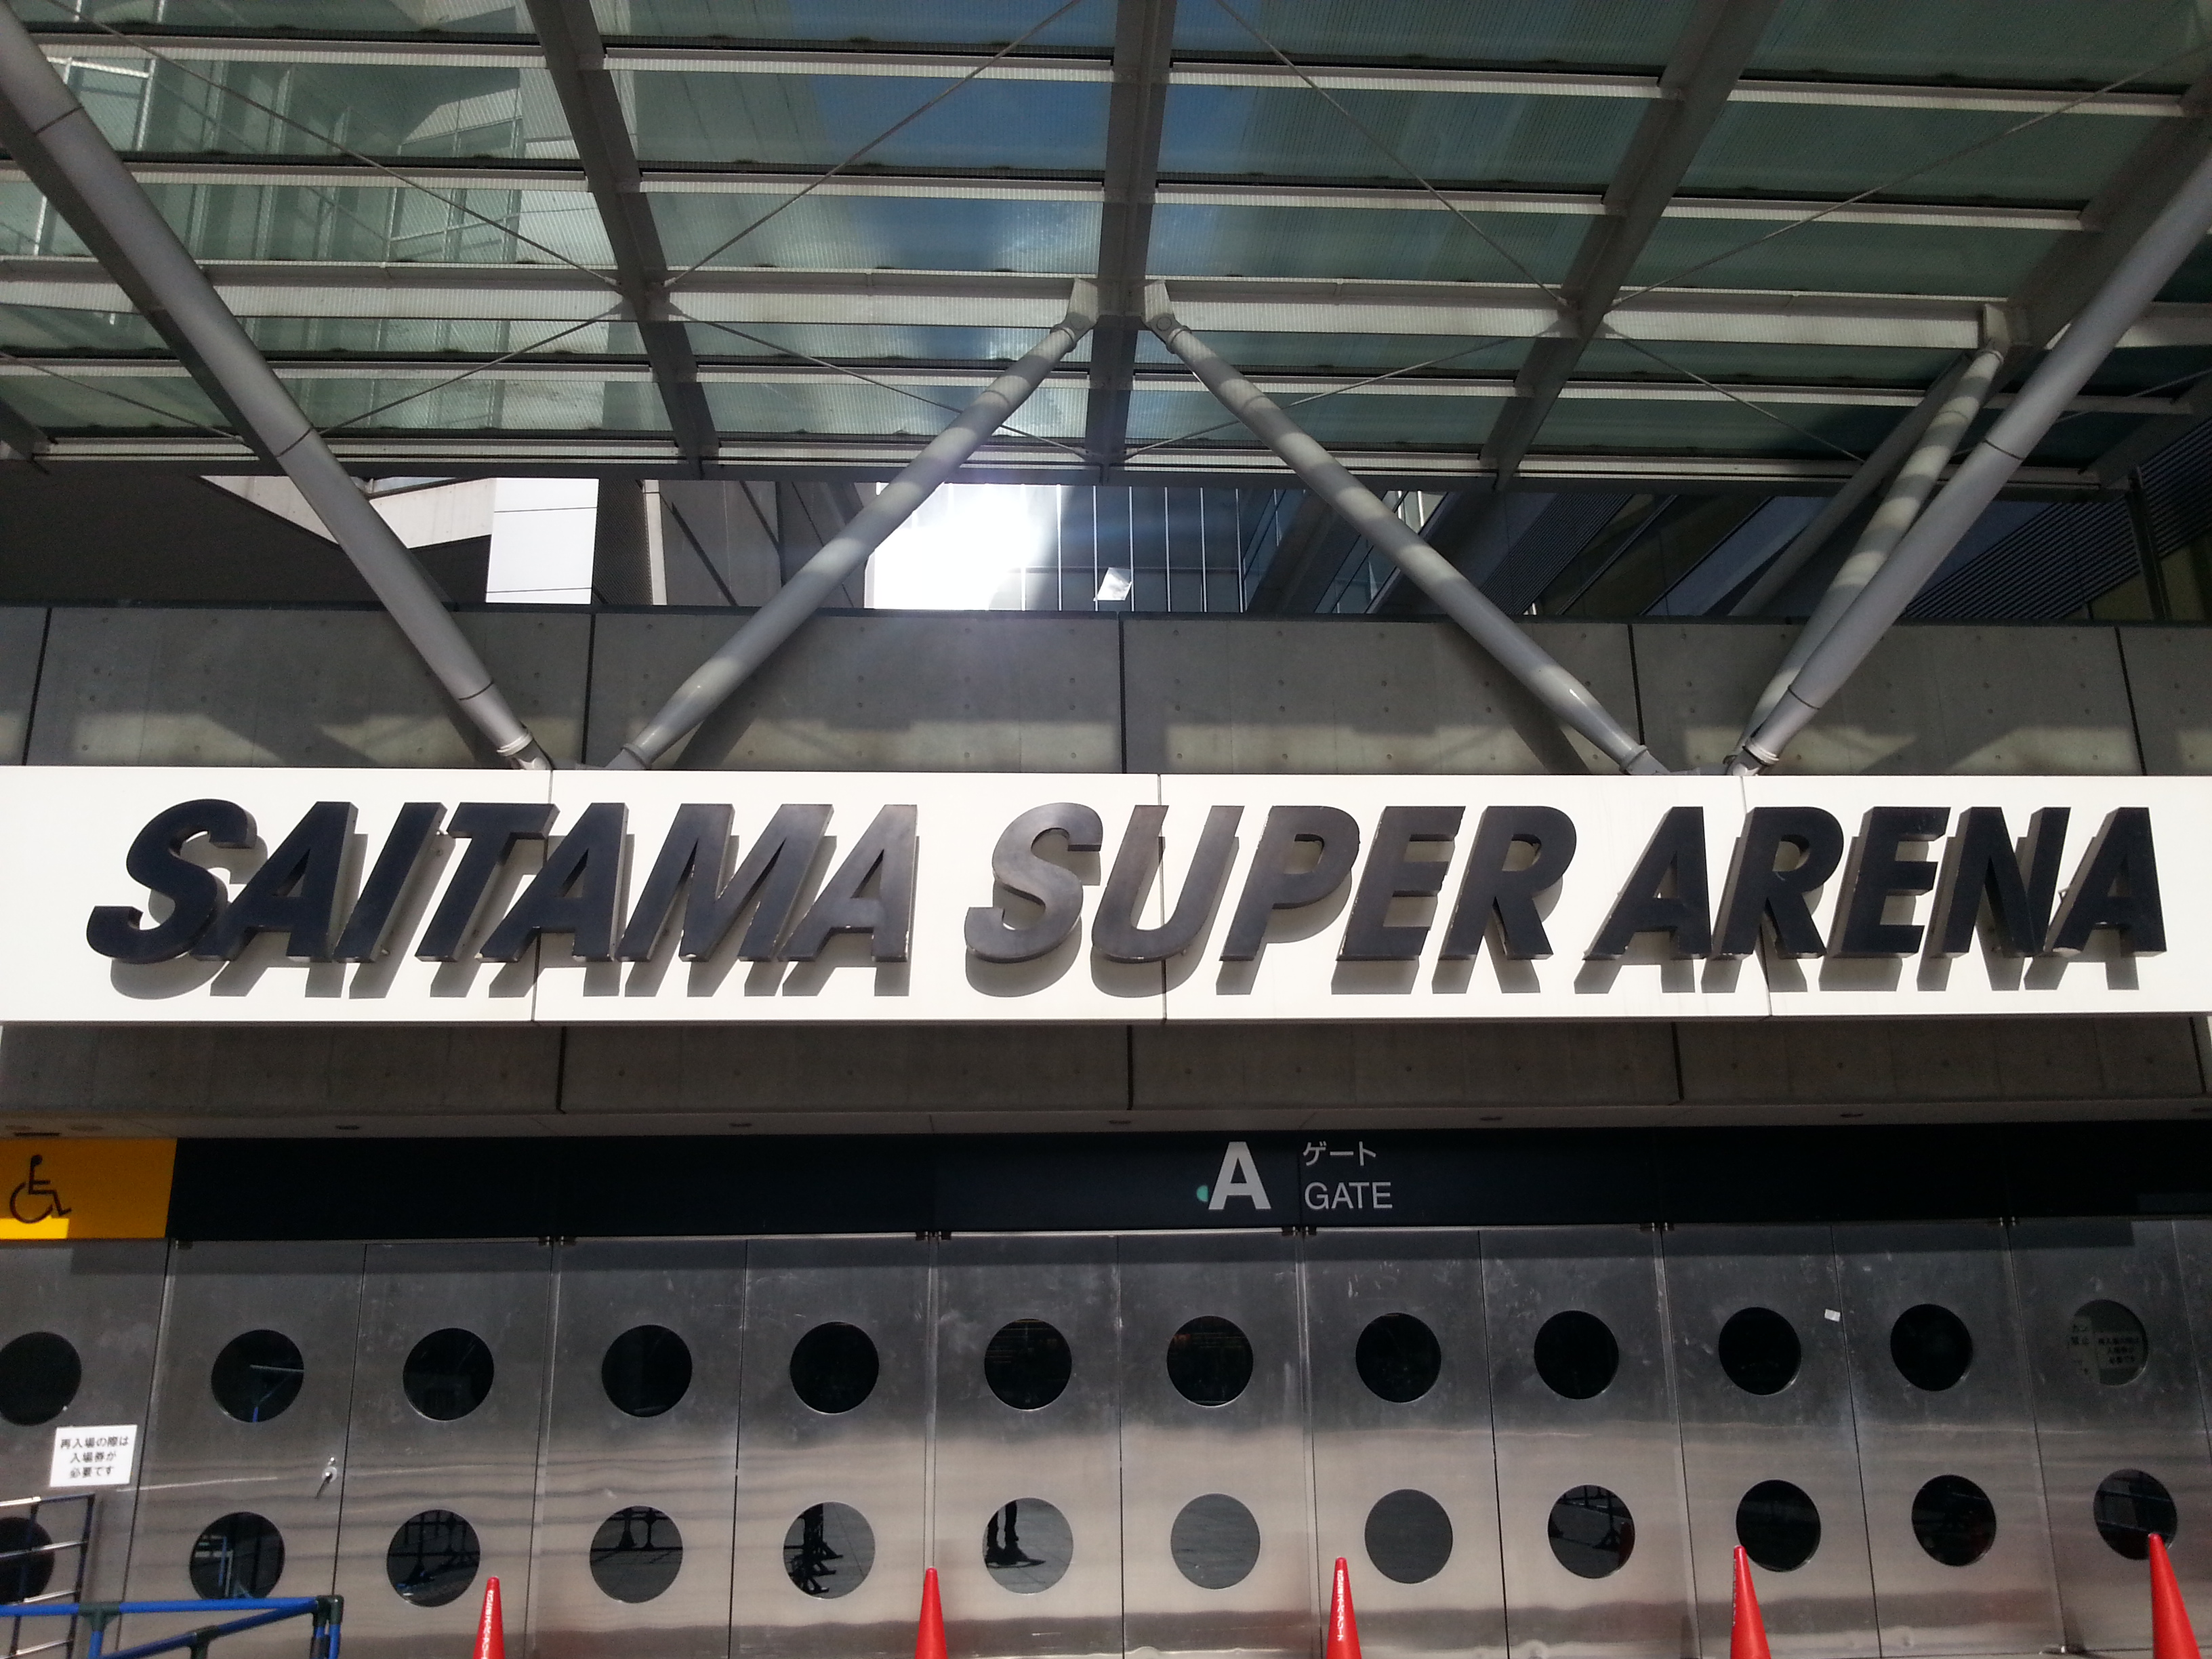 SAITAMA SUPER ARENA
A ゲート
GATE
再入場の際は
入場券が
必要です